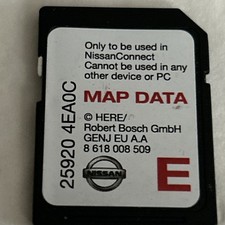 Only to be used in
NissanConnect
Cannot be used in any
other device or PC
MAP DATA
© HERE/
Robert Bosch GmbH
GENJ EU A.A
8 618 008 509
NISSAN
E
25920 4EA0C